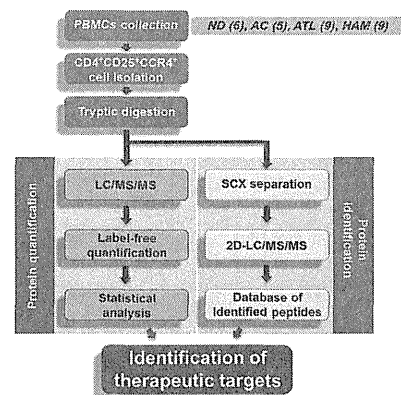 PBMCs collection
ND (6), AC (5), ATL (9), HAM (9)
CD4⁺CD25⁺CCR4⁺
cell isolation
Tryptic digestion
Protein quantification
LC/MS/MS
Label-free
quantification
Statistical
analysis
SCX separation
2D-LC/MS/MS
Database of
identified peptides
Protein
identification
Identification of
therapeutic targets